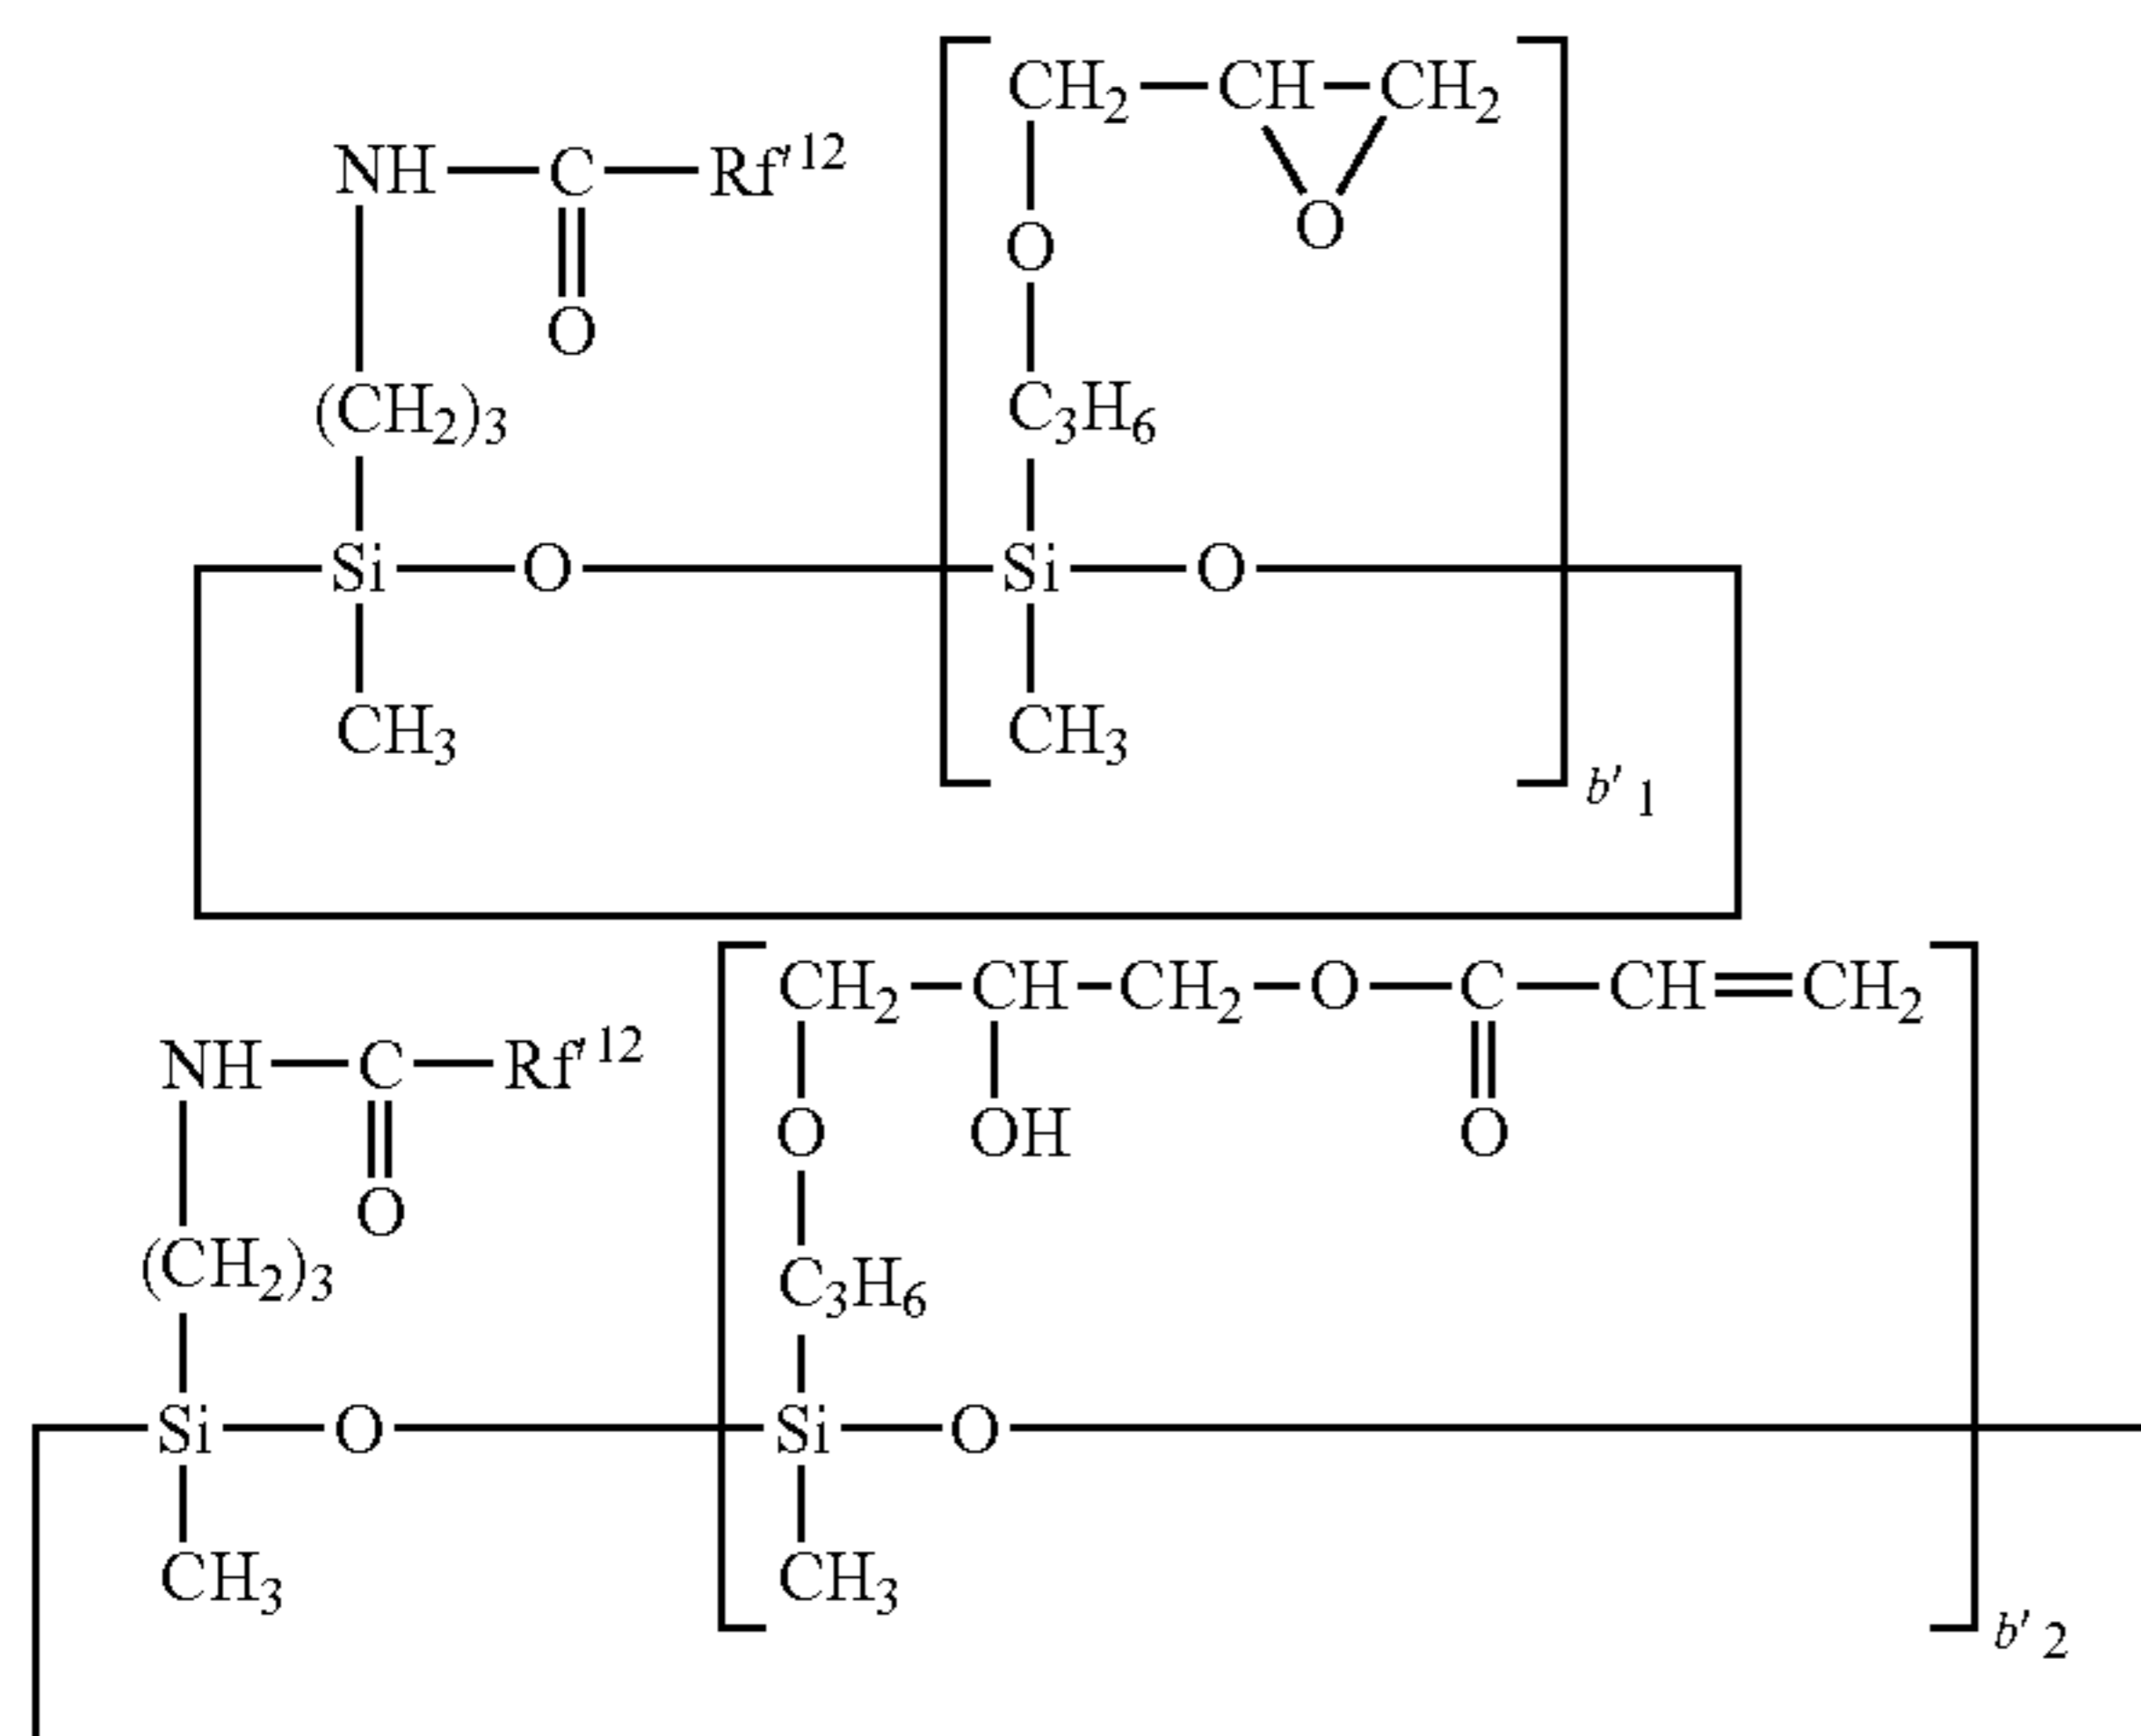 CH₂—CH—CH₂
NH—C—Rf'¹²
O
O
O
(CH₂)₃
C₃H₆
Si—O—Si—O
CH₃
CH₃
b'₁
CH₂—CH—CH₂—O—C—CH=CH₂
NH—C—Rf'¹²
O
OH
O
O
(CH₂)₃
C₃H₆
Si—O—Si—O
CH₃
CH₃
b'₂